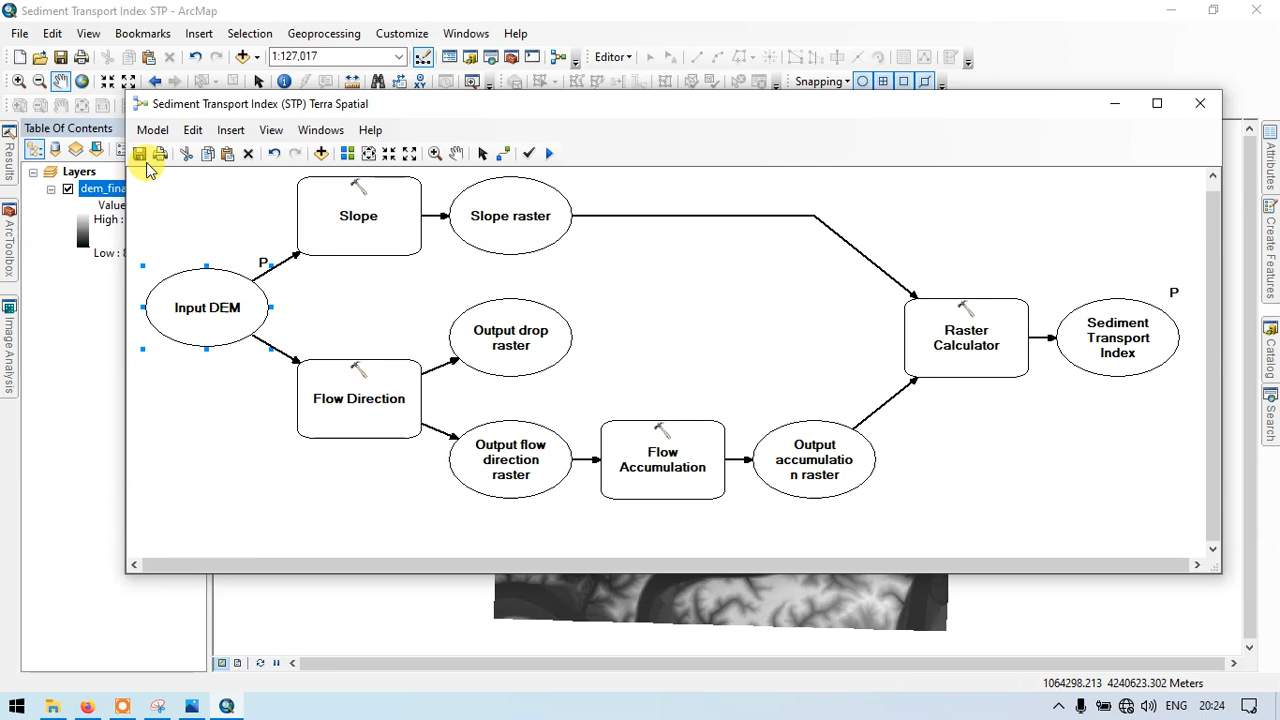 Sediment Transport Index STP - ArcMap
File Edit View Bookmarks Insert Selection Geoprocessing Customize Windows Help
1:127,017
Editor
Snapping
Table Of Contents
Layers
dem_fina
Value
High :
Low : 8
Results
ArcToolbox
Image Analysis
Sediment Transport Index (STP) Terra Spatial
Model Edit Insert View Windows Help
Slope
Slope raster
P
Input DEM
Output drop
raster
Flow Direction
Output flow
direction
raster
Flow
Accumulation
Output
accumulatio
n raster
Raster
Calculator
P
Sediment
Transport
Index
Attributes
Create Features
Catalog
Search
1064298.213 4240623.302 Meters
ENG 20:24